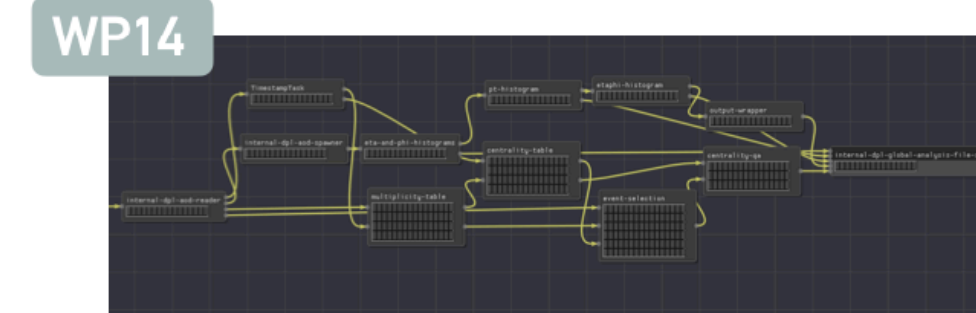 WP14
TimestampTask
pt-histogram
etaphi-histogram
output-wrapper
internal-dpl-aod-spawner
eta-and-phi-histograms
centrality-table
centrality-qa
internal-dpl-global-analysis-file-
internal-dpl-aod-reader
multiplicity-table
event-selection